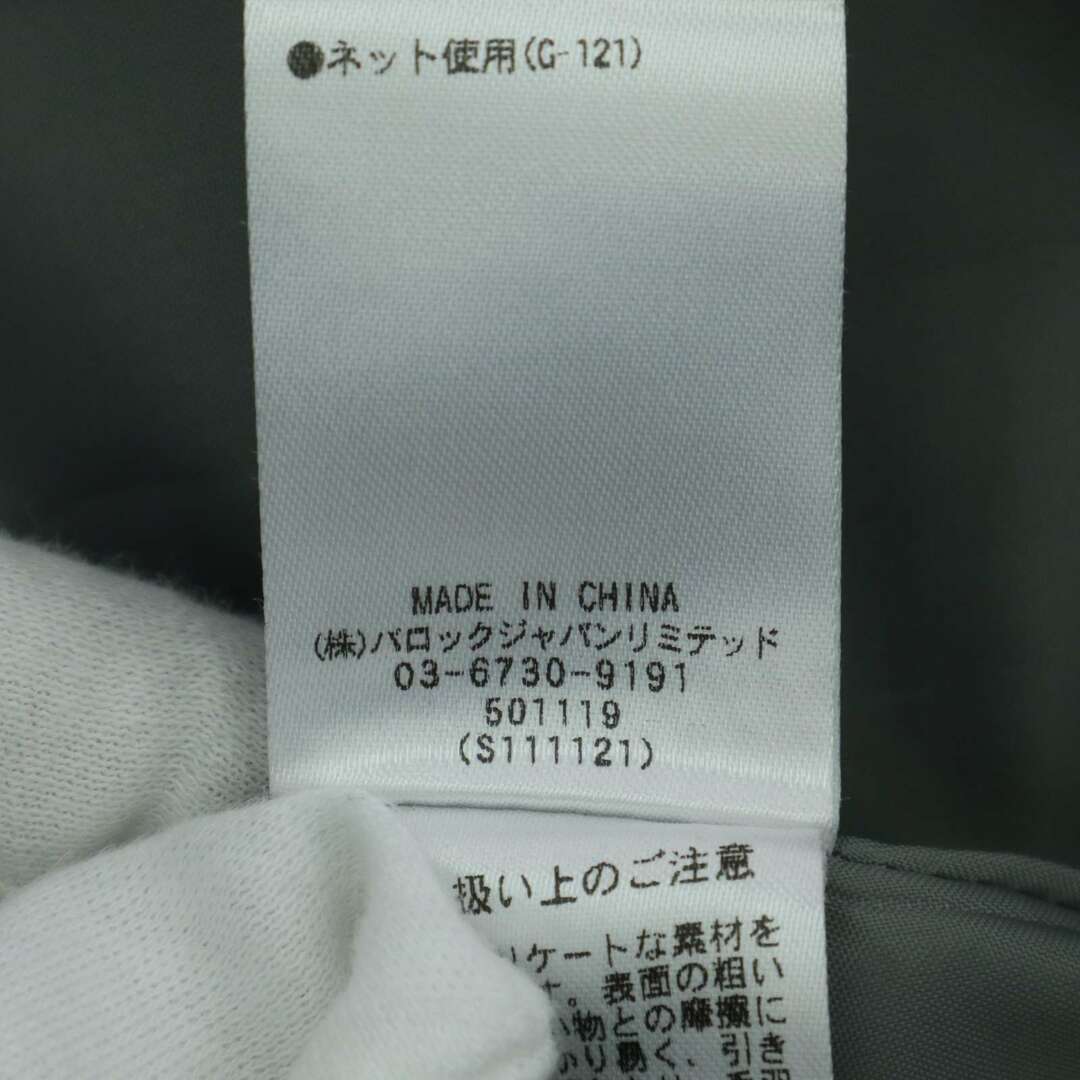 ●ネット使用(G-121)
MADE IN CHINA
(株)バロックジャパンリミテッド
03-6730-9191
501119
(S111121)
扱い上のご注意
リケートな素材を
。表面の粗い
い物との摩擦に
かり易く、引き